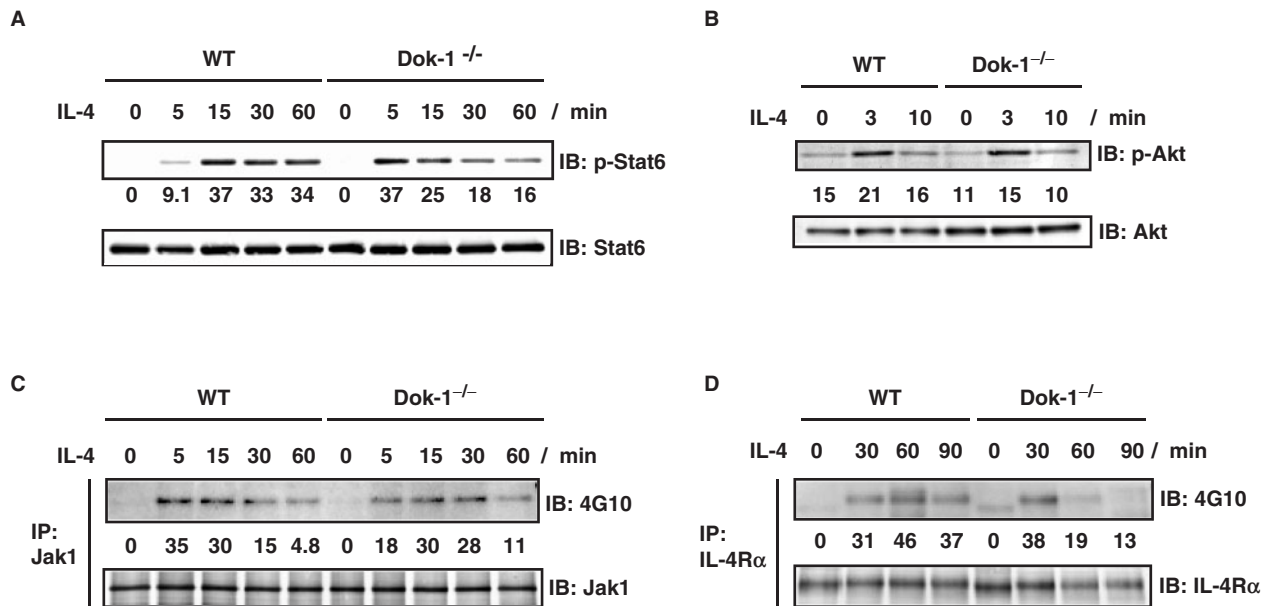 A
WT Dok-1 -/-
IL-4 0 5 15 30 60 0 5 15 30 60 / min
IB: p-Stat6
0 9.1 37 33 34 0 37 25 18 16
IB: Stat6
B
WT Dok-1−/−
IL-4 0 3 10 0 3 10 / min
IB: p-Akt
15 21 16 11 15 10
IB: Akt
C
WT Dok-1−/−
IL-4 0 5 15 30 60 0 5 15 30 60 / min
IB: 4G10
IP:
Jak1
0 35 30 15 4.8 0 18 30 28 11
IB: Jak1
D
WT Dok-1−/−
IL-4 0 30 60 90 0 30 60 90 / min
IB: 4G10
IP:
IL-4Rα
0 31 46 37 0 38 19 13
IB: IL-4Rα